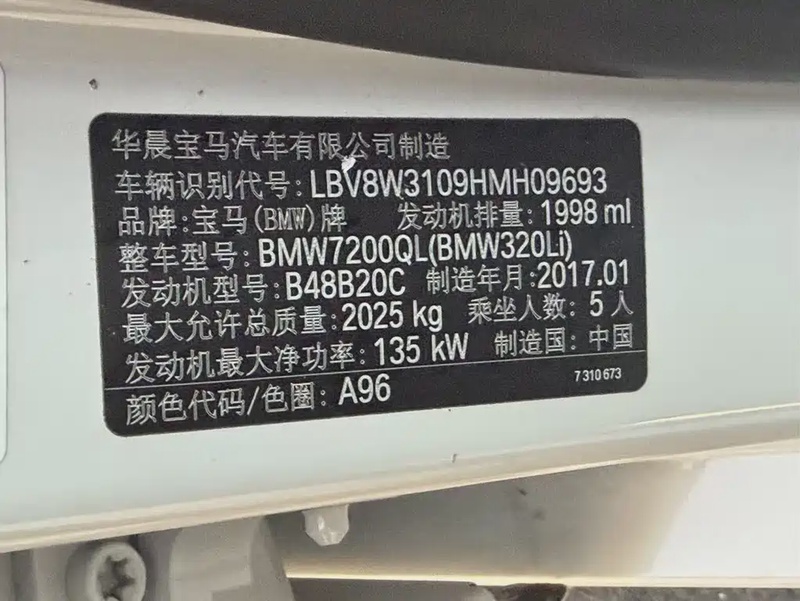 华晨宝马汽车有限公司制造
车辆识别代号:LBV8W3109HMH09693
品牌:宝马(BMW)牌 发动机排量:1998 ml
整车型号:BMW7200QL(BMW320Li)
发动机型号:B48B20C 制造年月:2017.01
最大允许总质量:2025 kg 乘坐人数:5人
发动机最大净功率:135 kW 制造国:中国
颜色代码/色圈:A96 7 310 673